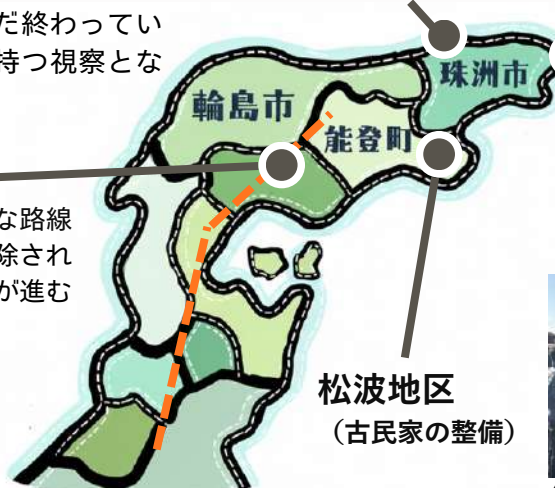 だ終わってい
持つ視察とな
珠洲市
輪島市
能登町
な路線
除され
が進む
松波地区
（古民家の整備）